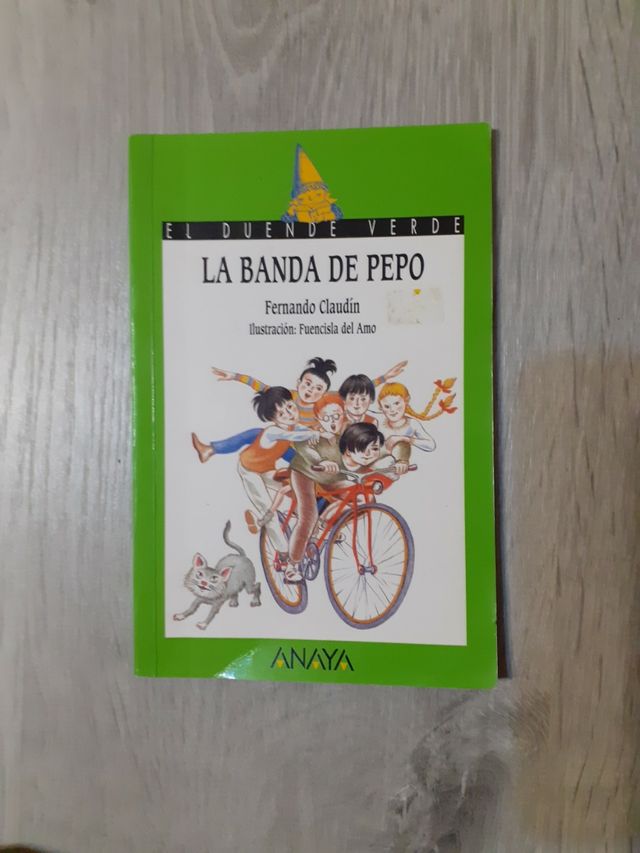 EL DUENDE VERDE
LA BANDA DE PEPO
Fernando Claudín
Ilustración: Fuencisla del Amo
ANAYA